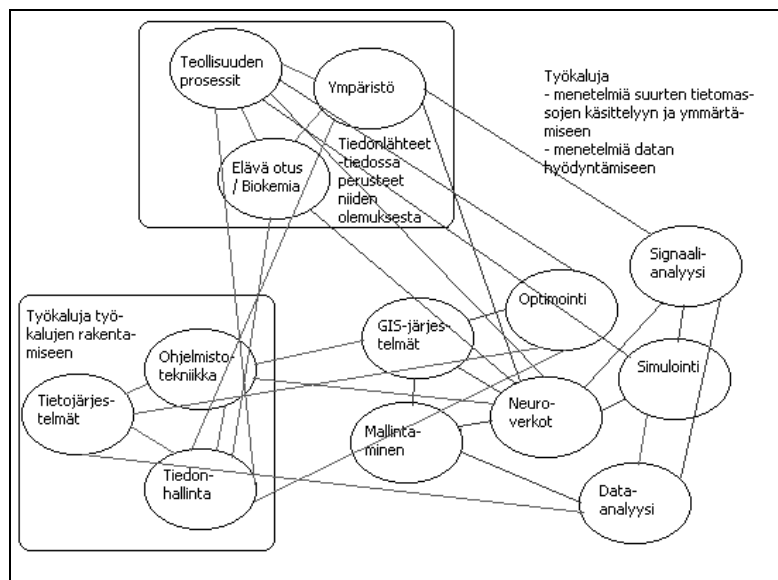 Teollisuuden
prosessit
Ympäristö
Elävä otus
/ Biokemia
Tiedonlähteet
-tiedossa
perusteet
niiden
olemuksesta
Työkaluja
- menetelmiä suurten tietomas-
sojen käsittelyyn ja ymmärtä-
miseen
- menetelmiä datan
hyödyntämiseen
Signaali-
analyysi
Optimointi
GIS-järjes-
telmät
Simulointi
Neuro-
verkot
Mallinta-
minen
Data-
analyysi
Työkaluja työ-
kalujen rakenta-
miseen
Ohjelmisto-
tekniikka
Tietojärjes-
telmät
Tiedon-
hallinta